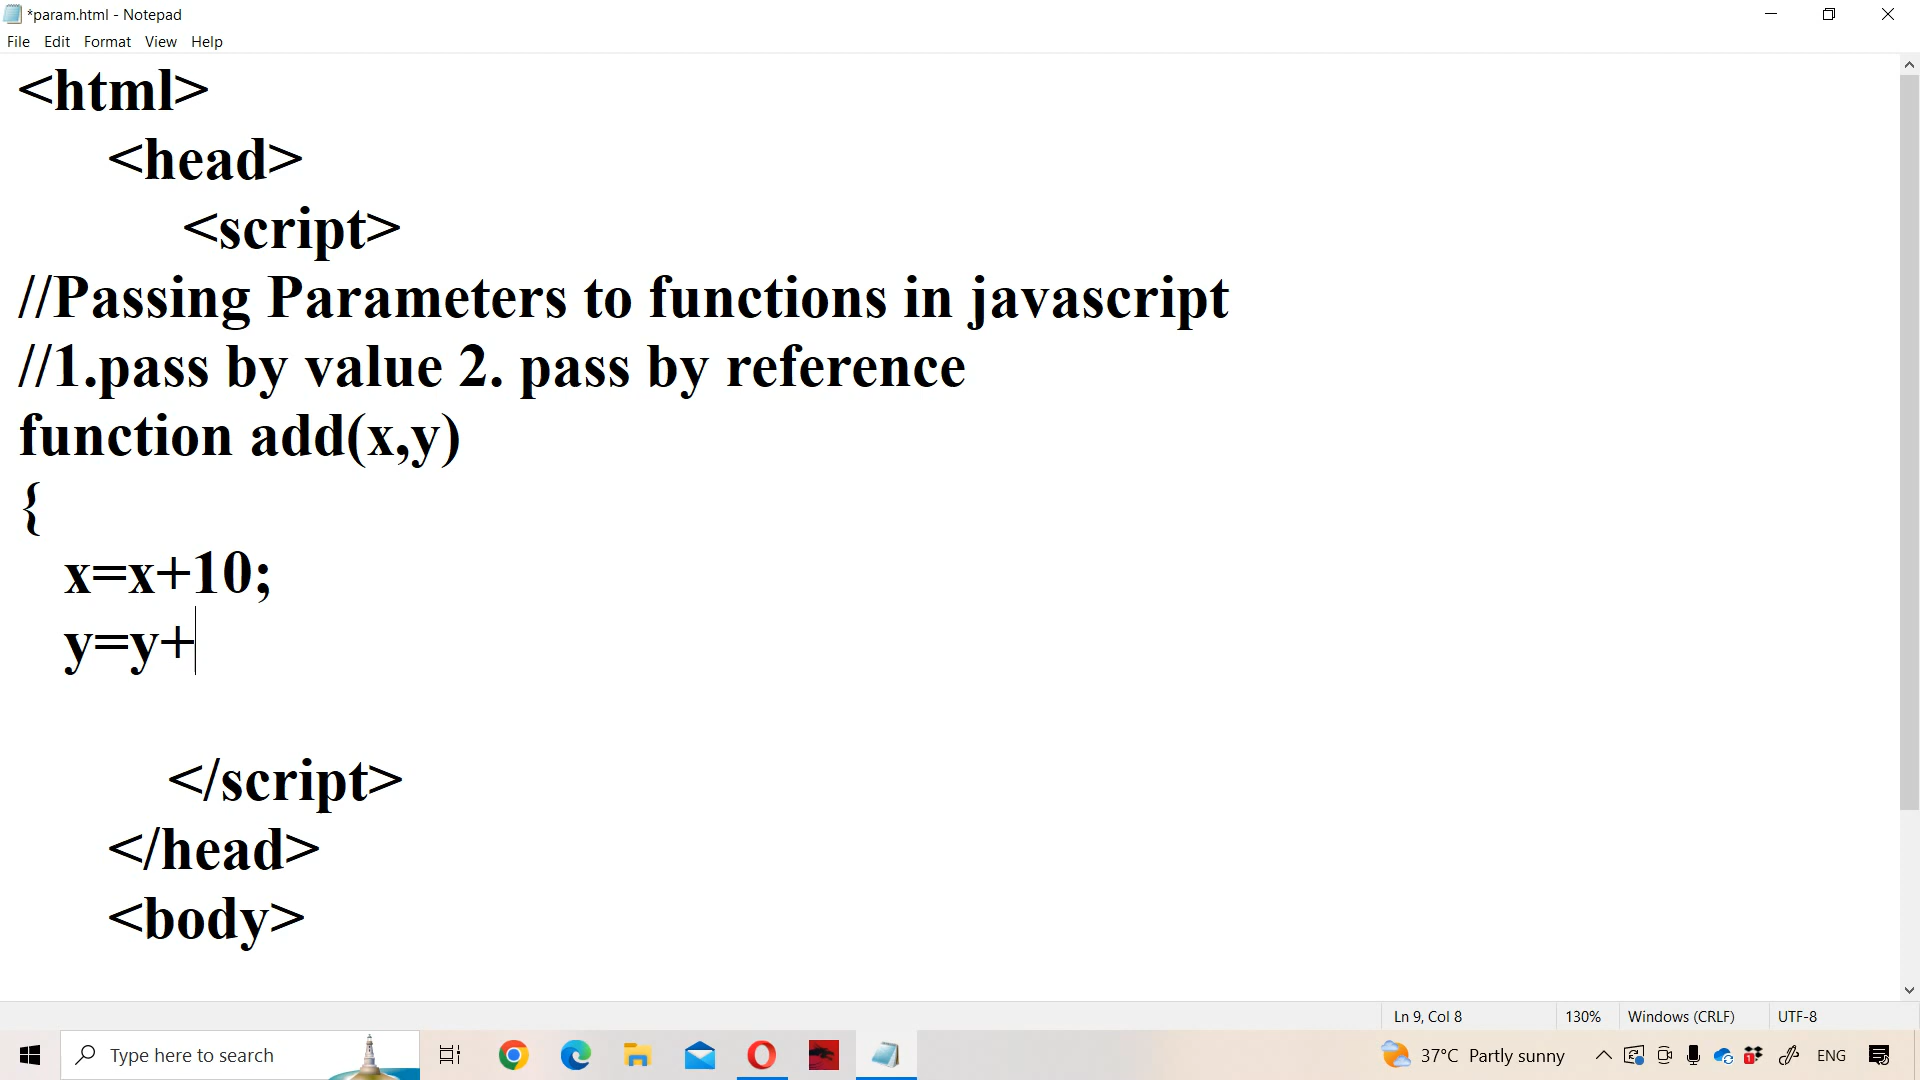 *param.html - Notepad
File Edit Format View Help
<html>
<head>
<script>
//Passing Parameters to functions in javascript
//1.pass by value 2. pass by reference
function add(x,y)
{
x=x+10;
y=y+
</script>
</head>
<body>
Ln 9, Col 8 130% Windows (CRLF) UTF-8
Type here to search 37°C Partly sunny ENG